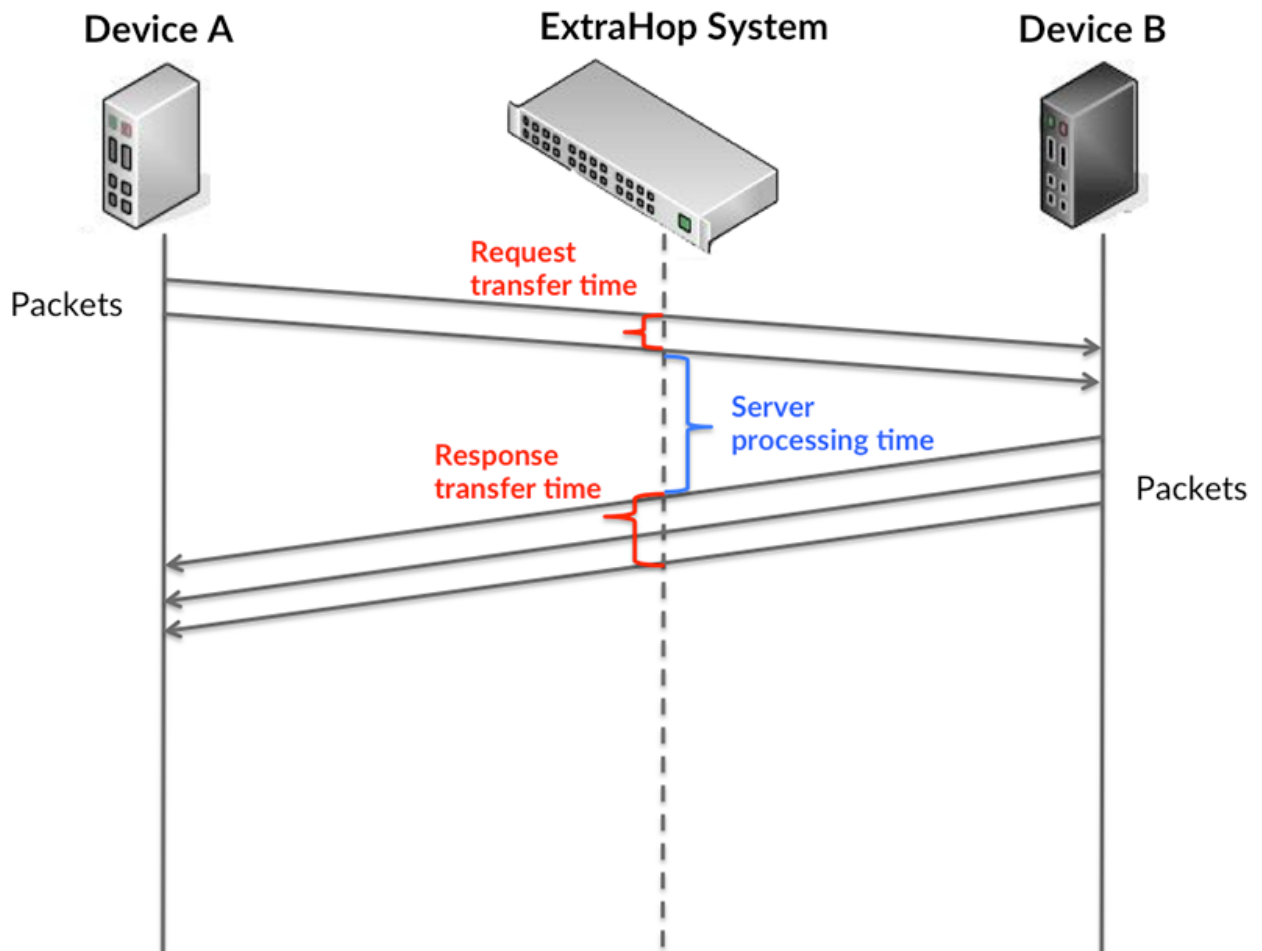 Device A
ExtraHop System
Device B
Request
transfer time
Packets
Server
processing time
Response
transfer time
Packets